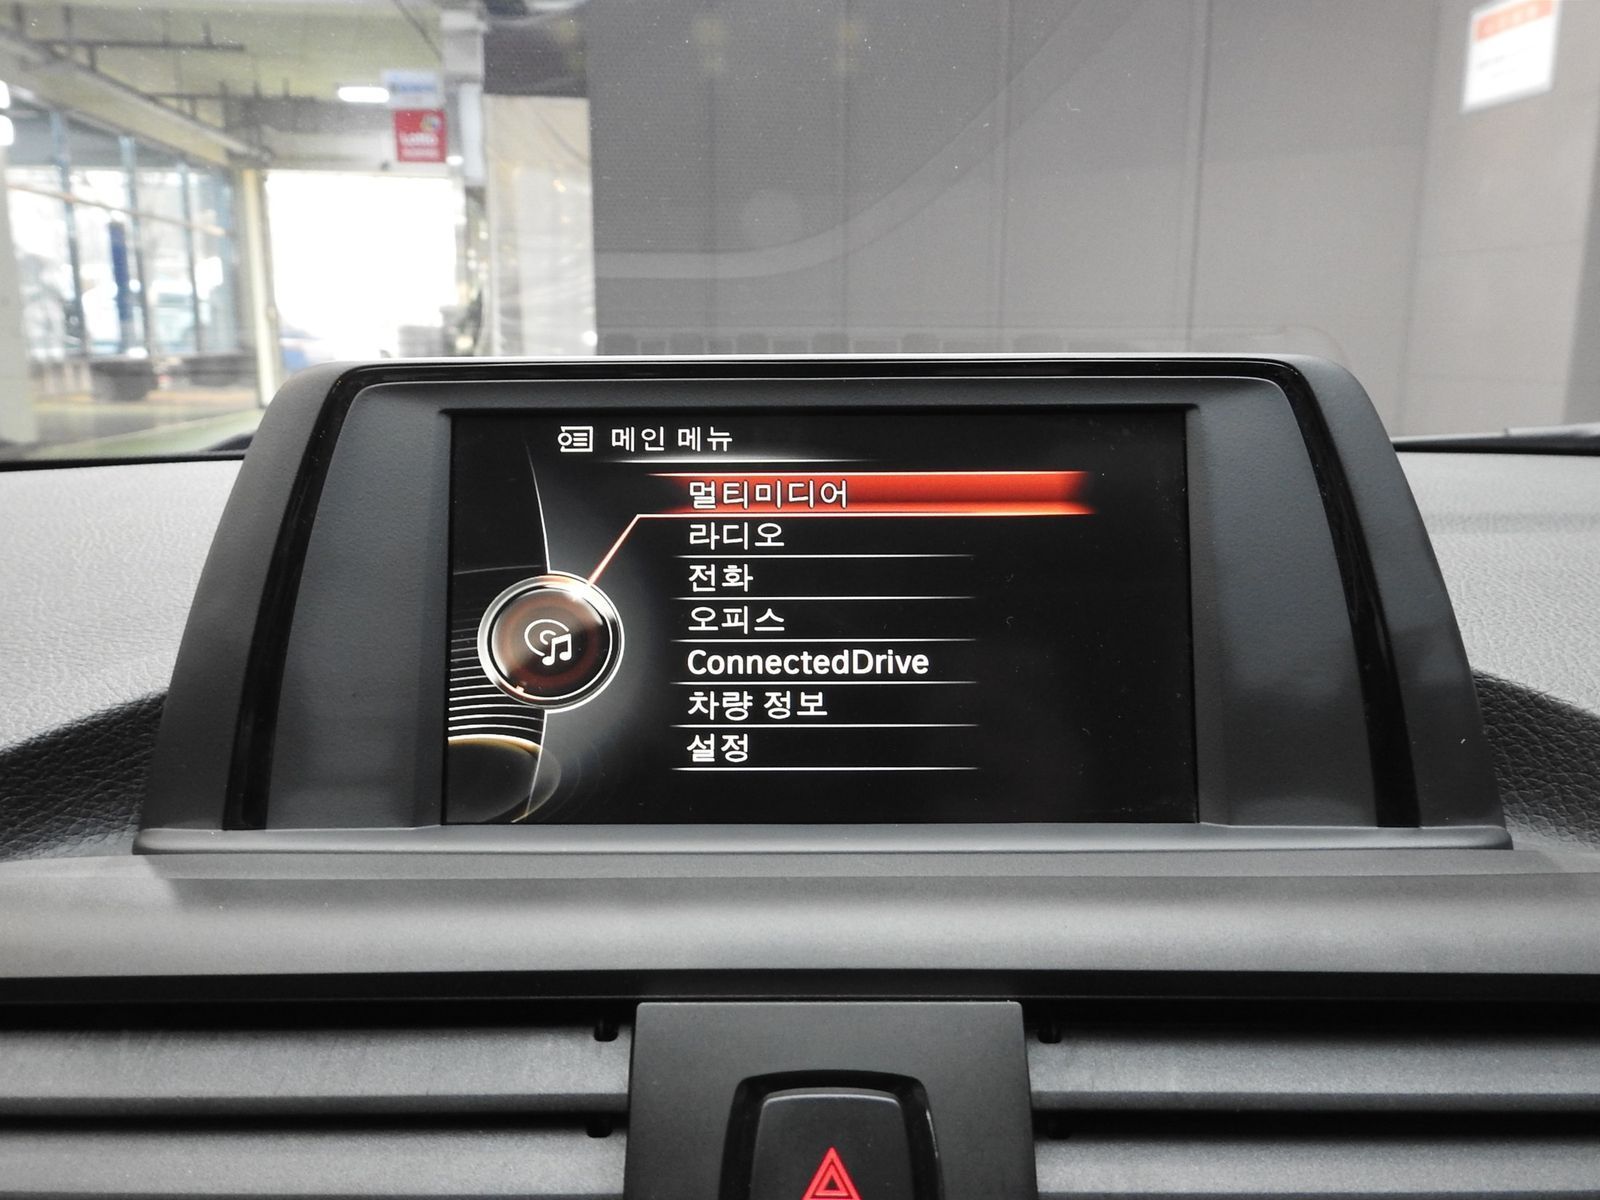 메인 메뉴
멀티미디어
라디오
전화
오피스
ConnectedDrive
차량 정보
설정